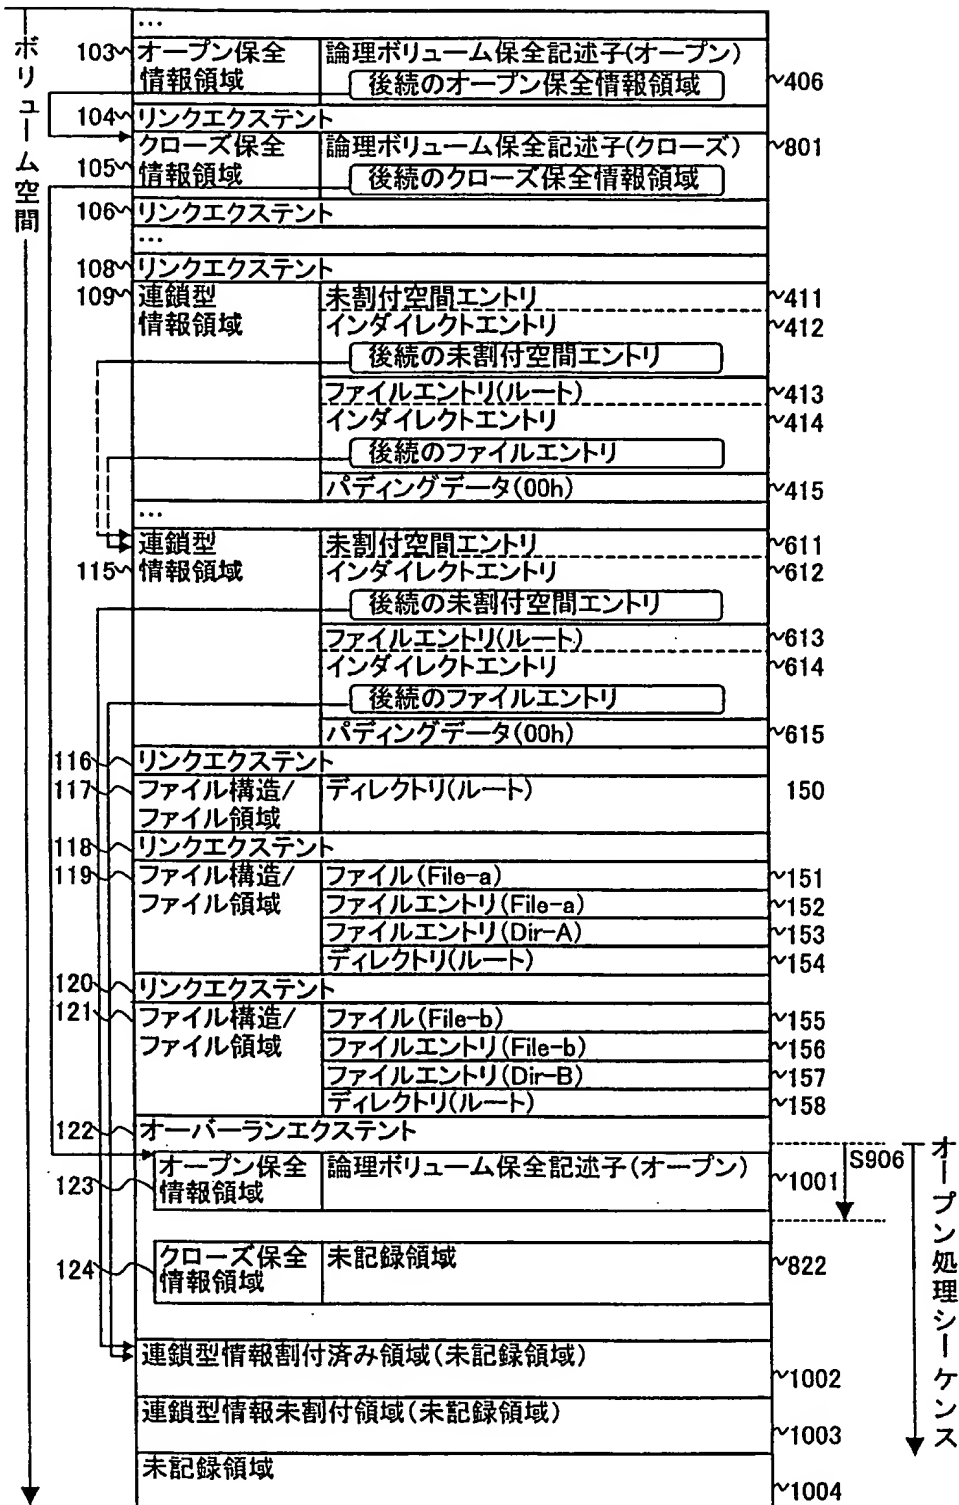 ボリューム空間
...
103 オープン保全情報領域 論理ボリューム保全記述子(オープン)
後続のオープン保全情報領域 406
104 リンクエクステント
105 クローズ保全情報領域 論理ボリューム保全記述子(クローズ) 801
後続のクローズ保全情報領域
106 リンクエクステント
...
108 リンクエクステント
109 連鎖型情報領域 未割付空間エントリ 411
インダイレクトエントリ 412
後続の未割付空間エントリ
ファイルエントリ(ルート) 413
インダイレクトエントリ 414
後続のファイルエントリ
パディングデータ(00h) 415
...
115 連鎖型情報領域 未割付空間エントリ 611
インダイレクトエントリ 612
後続の未割付空間エントリ
ファイルエントリ(ルート) 613
インダイレクトエントリ 614
後続のファイルエントリ
パディングデータ(00h) 615
116 リンクエクステント
117 ファイル構造/ファイル領域 ディレクトリ(ルート) 150
118 リンクエクステント
119 ファイル構造/ファイル領域 ファイル(File-a) 151
ファイルエントリ(File-a) 152
ファイルエントリ(Dir-A) 153
ディレクトリ(ルート) 154
120 リンクエクステント
121 ファイル構造/ファイル領域 ファイル(File-b) 155
ファイルエントリ(File-b) 156
ファイルエントリ(Dir-B) 157
ディレクトリ(ルート) 158
122 オーバーランエクステント
123 オープン保全情報領域 論理ボリューム保全記述子(オープン) 1001
S906
オープン処理シーケンス
124 クローズ保全情報領域 未記録領域 822
連鎖型情報割付済み領域(未記録領域) 1002
連鎖型情報未割付領域(未記録領域) 1003
未記録領域 1004